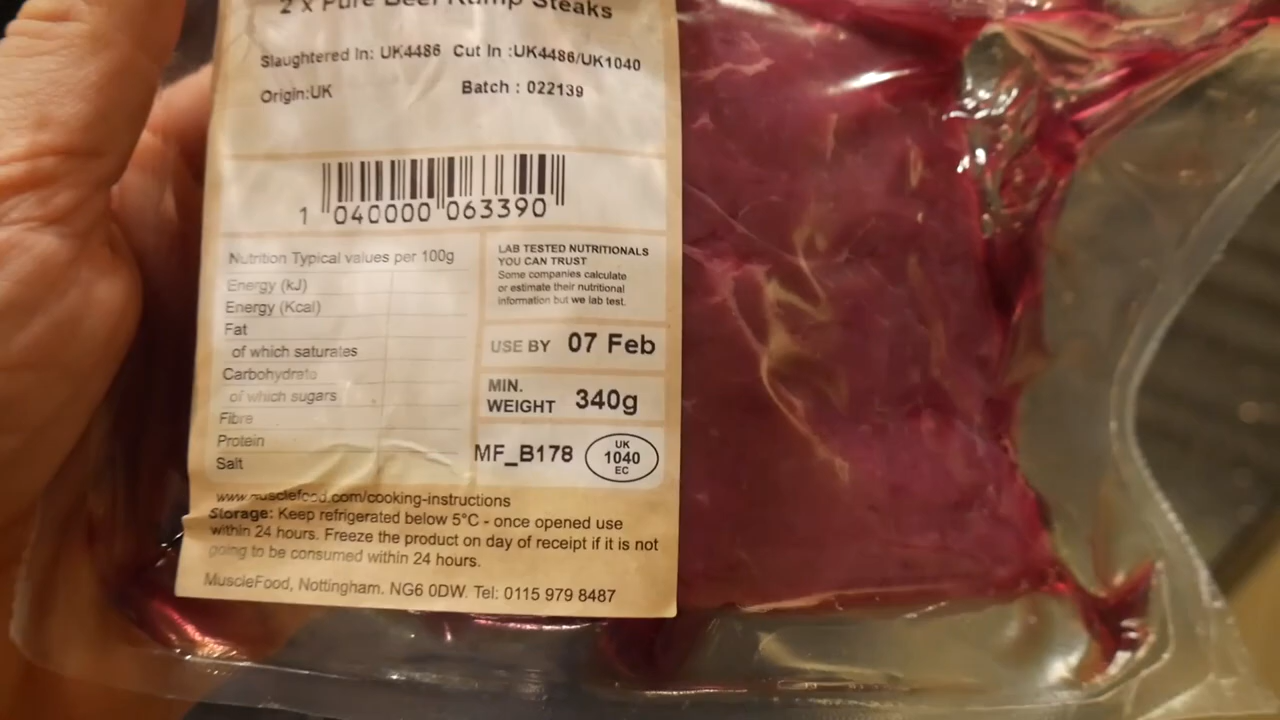 2 x Pure Beef Rump Steaks
Slaughtered In: UK4486 Cut In :UK4486/UK1040
Origin:UK Batch : 022139
1 040000 063390
Nutrition Typical values per 100g
Energy (kJ)
Energy (Kcal)
Fat
of which saturates
Carbohydrate
of which sugars
Fibre
Protein
Salt
LAB TESTED NUTRITIONALS
YOU CAN TRUST
Some companies calculate
or estimate their nutritional
information but we lab test.
USE BY 07 Feb
MIN.
WEIGHT 340g
MF_B178
UK
1040
EC
www.musclefood.com/cooking-instructions
Storage: Keep refrigerated below 5°C - once opened use
within 24 hours. Freeze the product on day of receipt if it is not
going to be consumed within 24 hours.
MuscleFood, Nottingham. NG6 0DW. Tel: 0115 979 8487